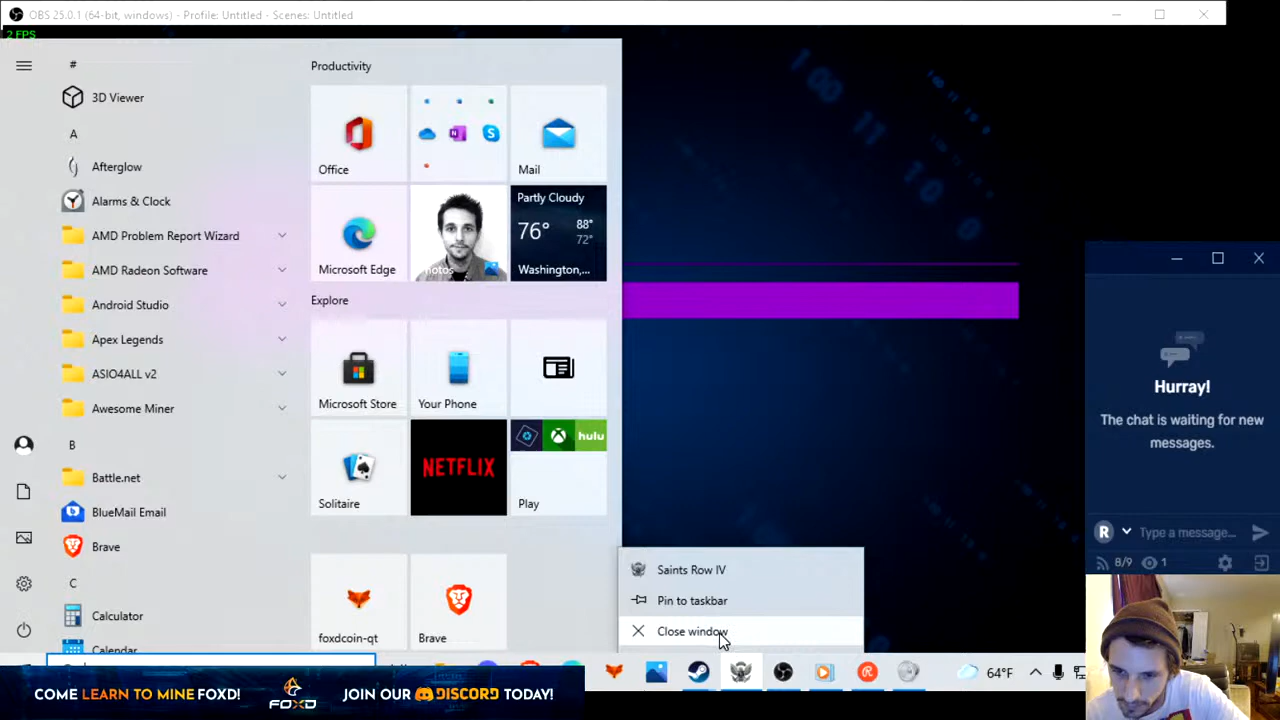 OBS 25.0.1 (64-bit, windows) - Profile: Untitled - Scenes: Untitled
2 FPS
#
3D Viewer
A
Afterglow
Alarms & Clock
AMD Problem Report Wizard
AMD Radeon Software
Android Studio
Apex Legends
ASIO4ALL v2
Awesome Miner
B
Battle.net
BlueMail Email
Brave
C
Calculator
Calendar
Productivity
Office
Mail
Microsoft Edge
Partly Cloudy
76° 88°
72°
Washington,...
Explore
Microsoft Store
Your Phone
Solitaire
NETFLIX
hulu
Play
foxdcoin-qt
Brave
Saints Row IV
Pin to taskbar
Close window
Hurray!
The chat is waiting for new
messages.
R
Type a message...
8/9
1
64°F
COME LEARN TO MINE FOXD!
FOXD
JOIN OUR DISCORD TODAY!